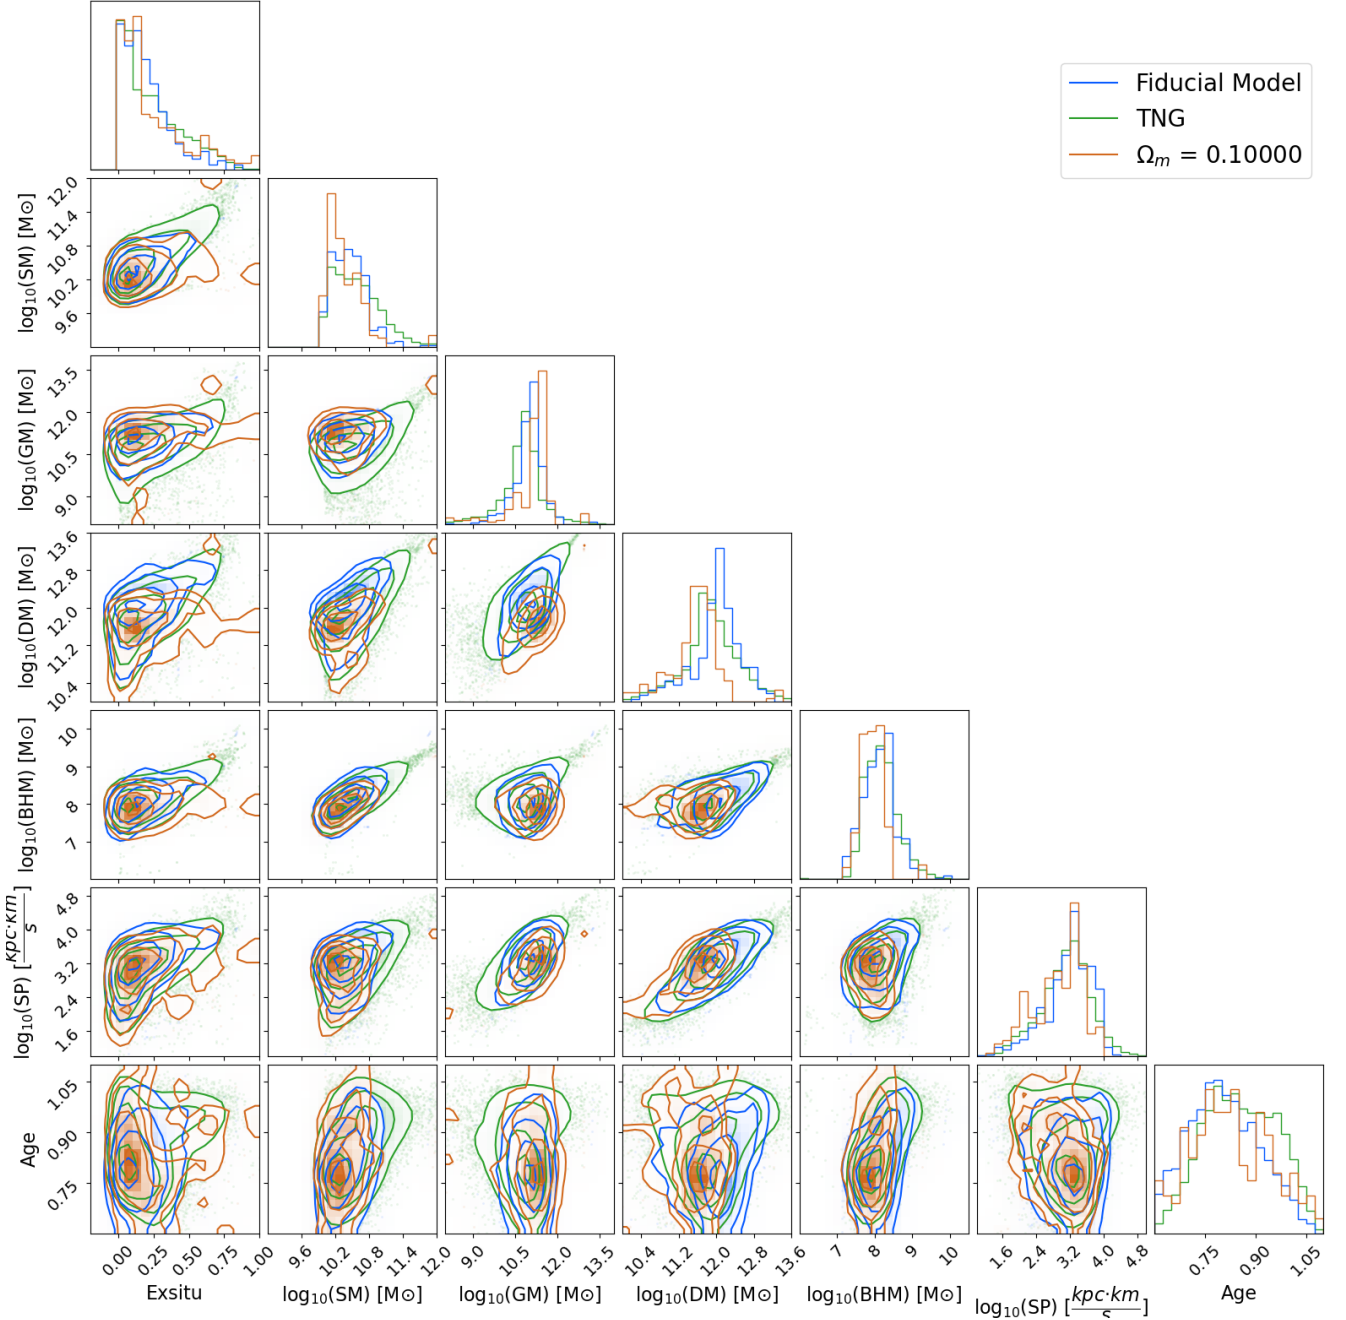 Fiducial Model
TNG
Ωm = 0.10000
log10(SM) [M⊙]
12.0
11.4
10.8
10.2
9.6
log10(GM) [M⊙]
13.5
12.0
10.5
9.0
log10(DM) [M⊙]
13.6
12.8
12.0
11.2
10.4
log10(BHM) [M⊙]
10
9
8
7
log10(SP) [kpc·km/s]
4.8
4.0
3.2
2.4
1.6
Age
1.05
0.90
0.75
0.00 0.25 0.50 0.75 1.00
9.6 10.2 10.8 11.4 12.0
9.0 10.5 12.0 13.5
10.4 11.2 12.0 12.8 13.6
7 8 9 10
1.6 2.4 3.2 4.0 4.8
0.75 0.90 1.05
Exsitu
log10(SM) [M⊙]
log10(GM) [M⊙]
log10(DM) [M⊙]
log10(BHM) [M⊙]
log10(SP) [kpc·km/s]
Age